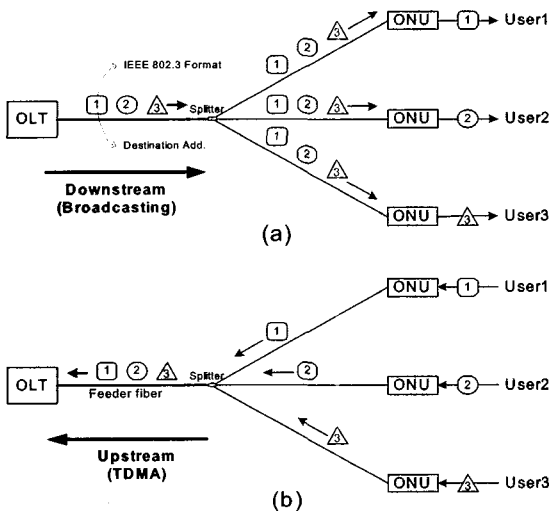 ONU 1 User1
3
2
IEEE 802.3 Format
1
1 2 3 Splitter 1 2 3
OLT ONU 2 User2
1
Destination Add.
2
3
Downstream
(Broadcasting)
ONU 3 User3
(a)
ONU 1 User1
1
1 2 3 Splitter 2
OLT ONU 2 User2
Feeder fiber
3
Upstream
(TDMA)
ONU 3 User3
(b)